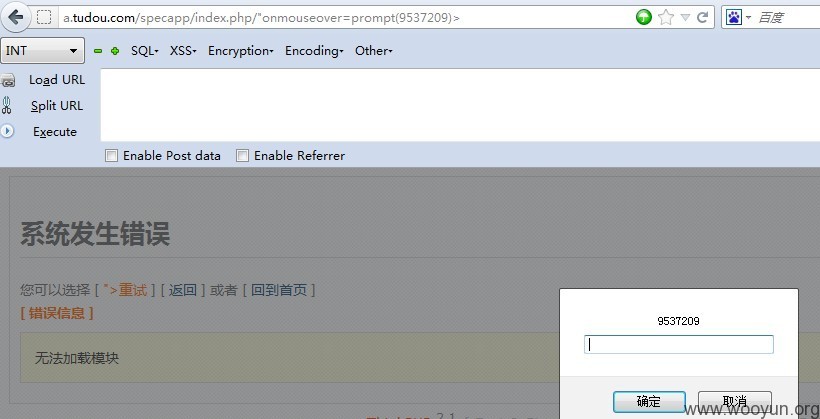 a.tudou.com/specapp/index.php/"onmouseover=prompt(9537209)>
百度
INT
SQL
XSS
Encryption
Encoding
Other
Load URL
Split URL
Execute
Enable Post data
Enable Referrer
系统发生错误
您可以选择 [ ">重试 ] [ 返回 ] 或者 [ 回到首页 ]
[ 错误信息 ]
无法加载模块
9537209
确定
取消
ThinkPHP 2.1
www.wooyun.org